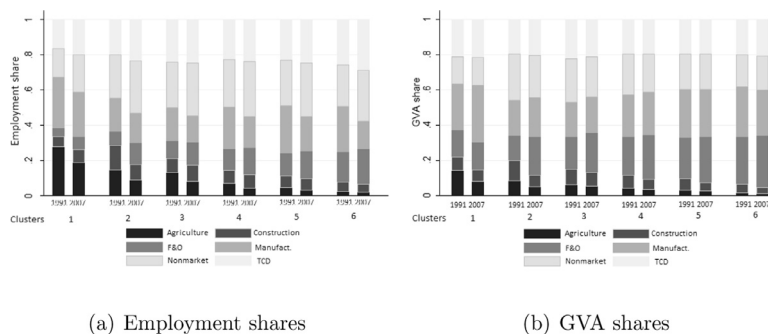 1
.8
.6
.4
.2
0
Employment share
1991 2007 1991 2007 1991 2007 1991 2007 1991 2007 1991 2007
Clusters 1 2 3 4 5 6
Agriculture Construction
F&O Manufact.
Nonmarket TCD
(a) Employment shares
1
.8
.6
.4
.2
0
GVA share
1991 2007 1991 2007 1991 2007 1991 2007 1991 2007 1991 2007
Clusters 1 2 3 4 5 6
Agriculture Construction
F&O Manufact.
Nonmarket TCD
(b) GVA shares